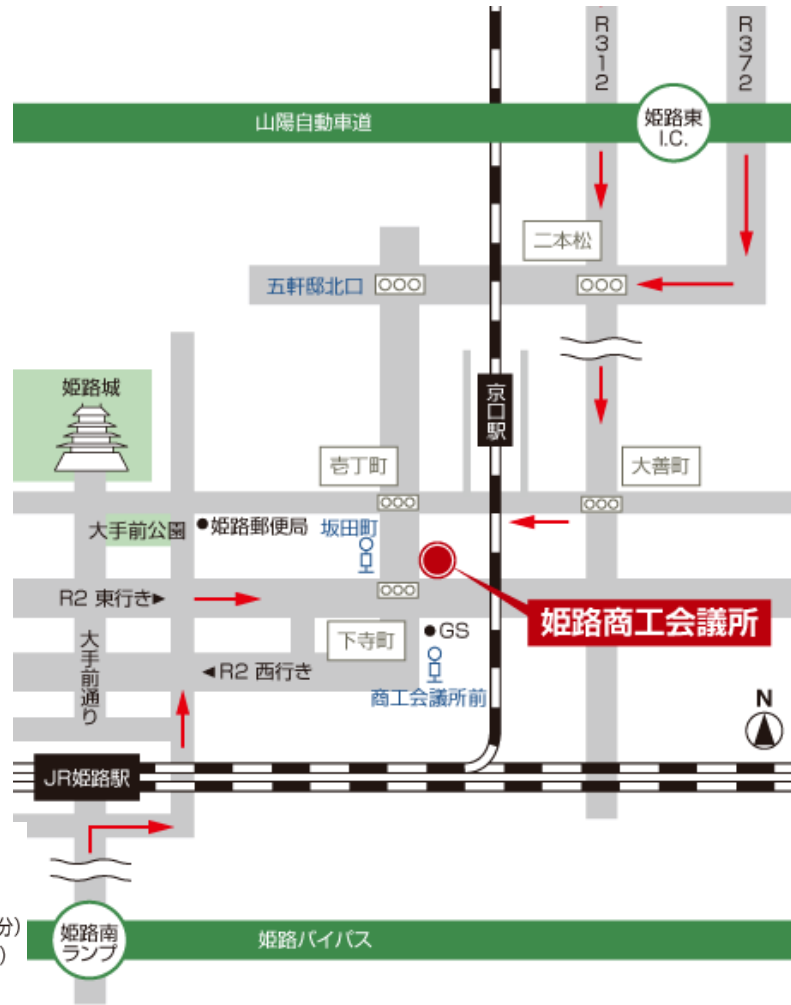 R312
R372
山陽自動車道
姫路東
I.C.
二本松
五軒邸北口
京口駅
姫路城
壱丁町
大善町
大手前公園
●姫路郵便局
坂田町
R2 東行き▶
姫路商工会議所
下寺町
●GS
大手前通り
◀R2 西行き
商工会議所前
N
JR姫路駅
分)
)
姫路南
ランプ
姫路バイパス